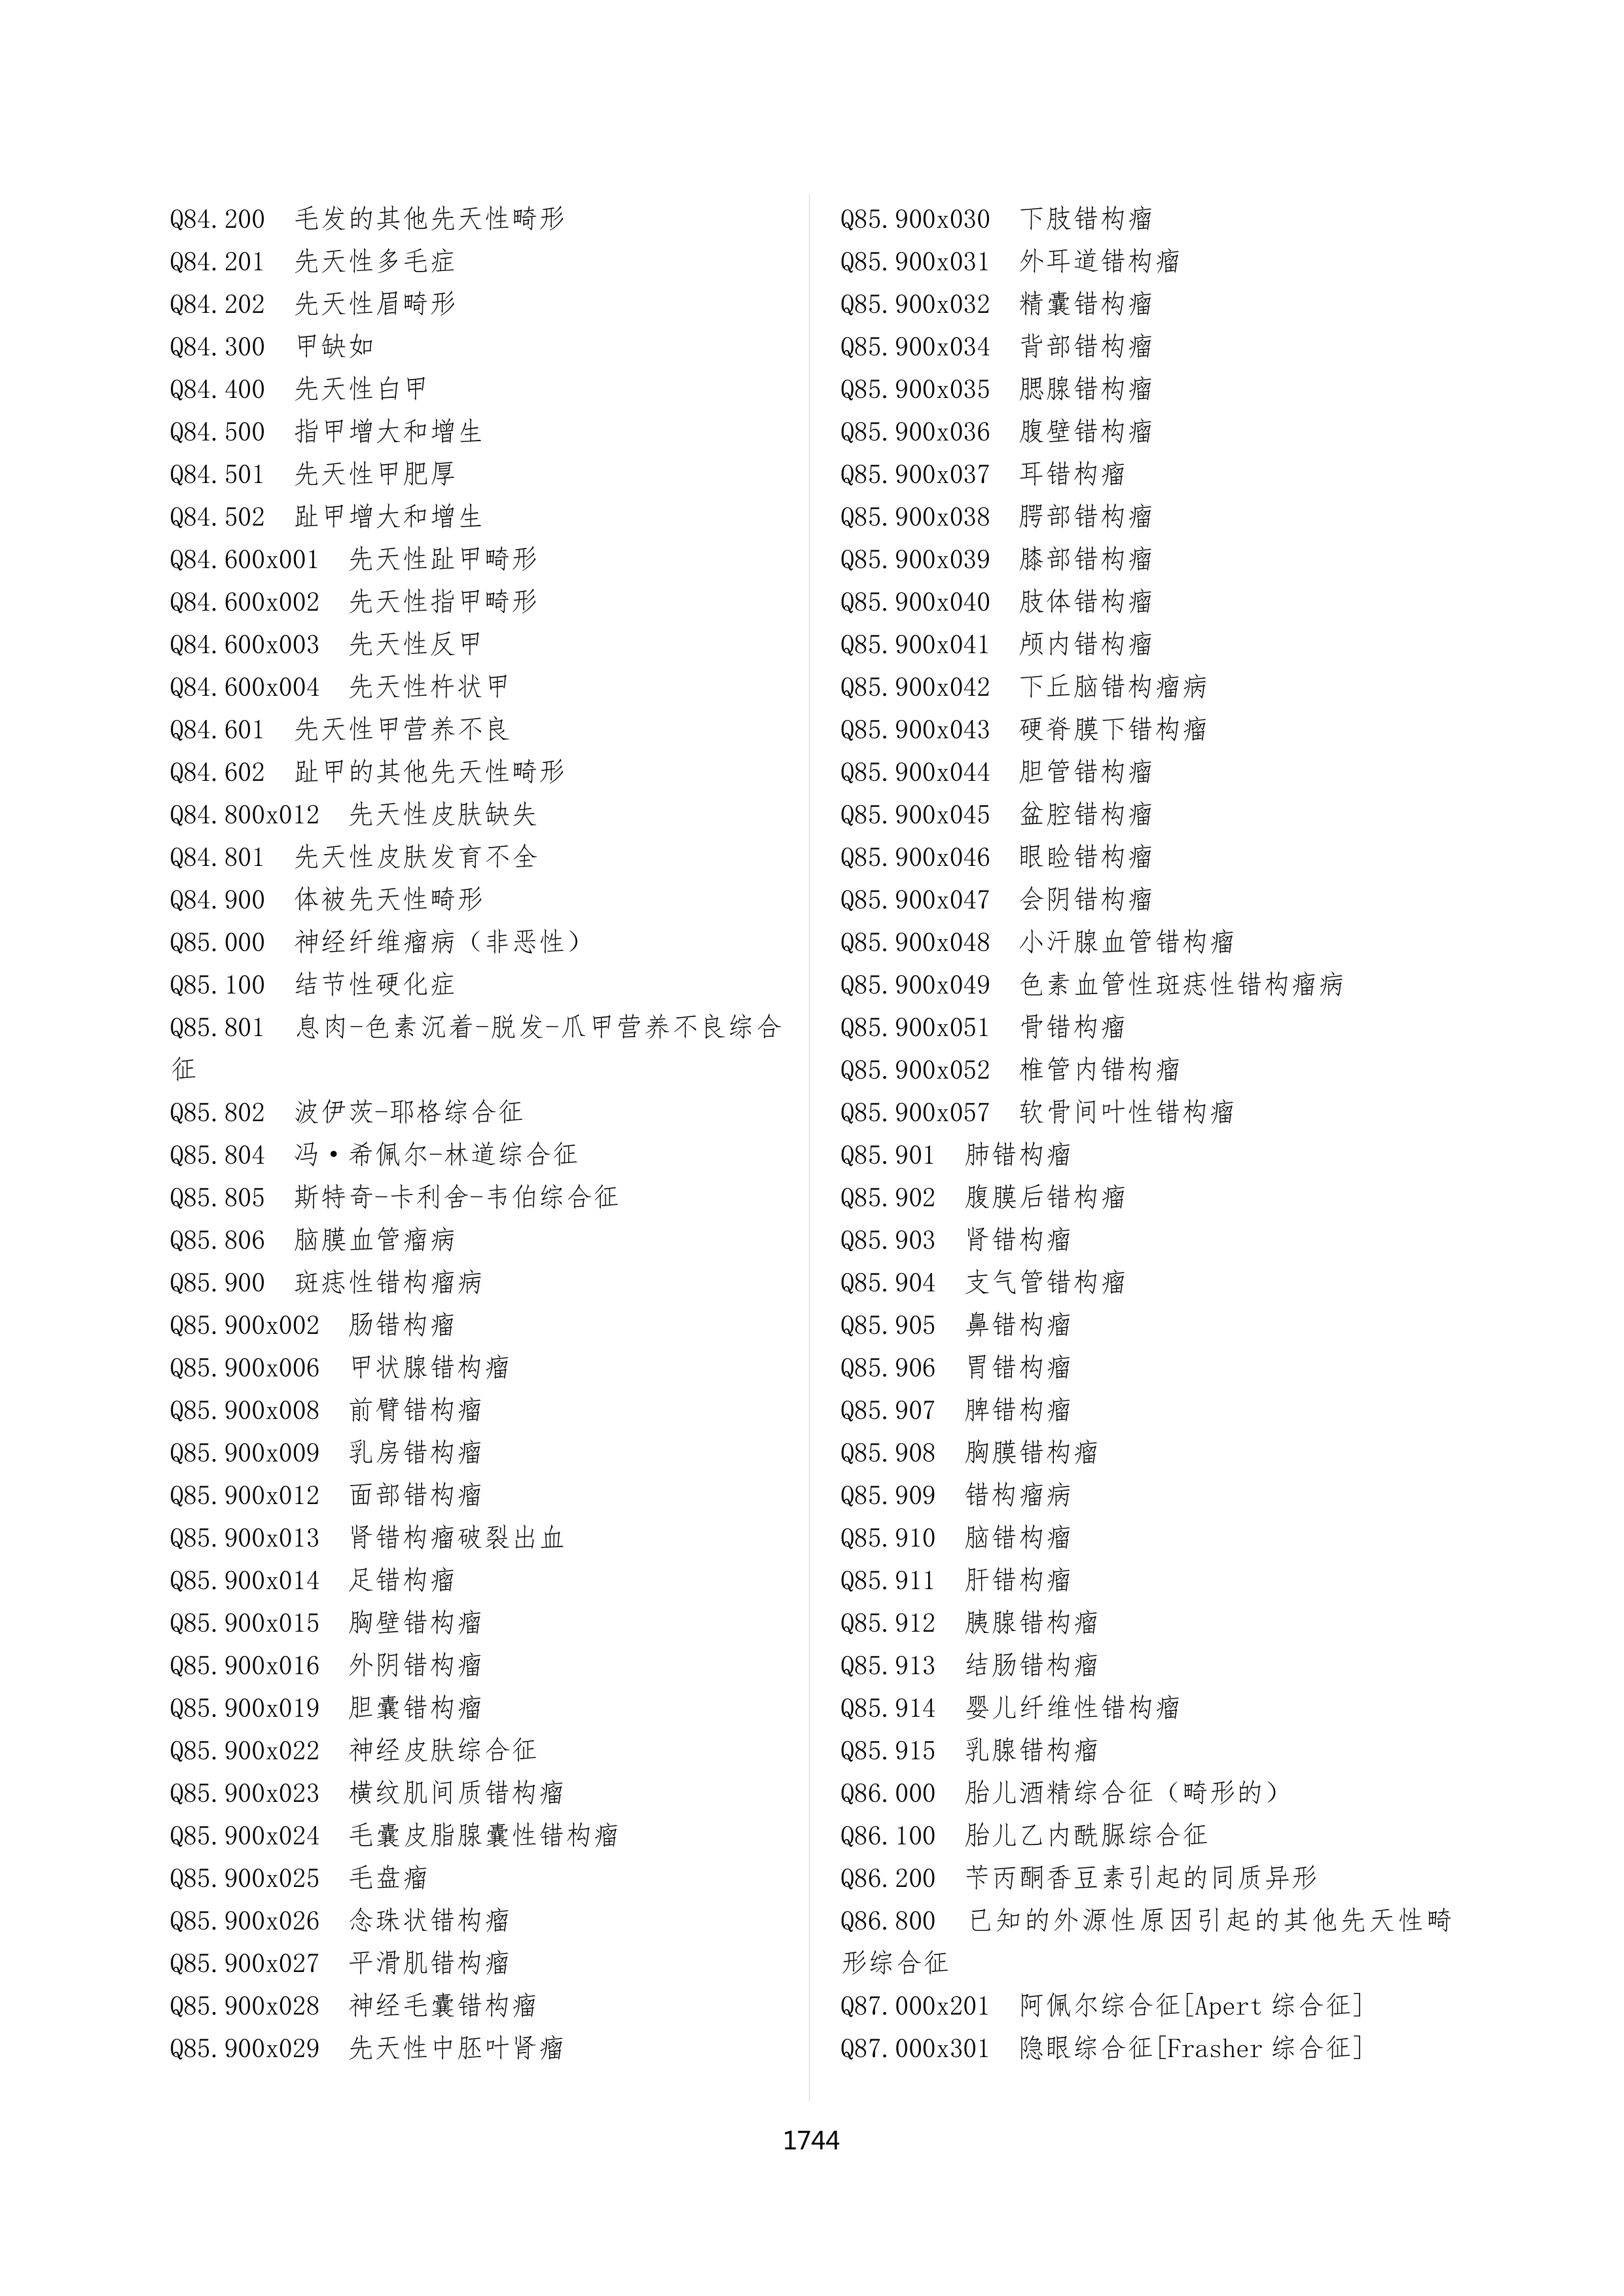 Q84.200 毛发的其他先天性畸形
Q84.201 先天性多毛症
Q84.202 先天性眉畸形
Q84.300 甲缺如
Q84.400 先天性白甲
Q84.500 指甲增大和增生
Q84.501 先天性甲肥厚
Q84.502 趾甲增大和增生
Q84.600x001 先天性趾甲畸形
Q84.600x002 先天性指甲畸形
Q84.600x003 先天性反甲
Q84.600x004 先天性杵状甲
Q84.601 先天性甲营养不良
Q84.602 趾甲的其他先天性畸形
Q84.800x012 先天性皮肤缺失
Q84.801 先天性皮肤发育不全
Q84.900 体被先天性畸形
Q85.000 神经纤维瘤病（非恶性）
Q85.100 结节性硬化症
Q85.801 息肉-色素沉着-脱发-爪甲营养不良综合
征
Q85.802 波伊茨-耶格综合征
Q85.804 冯·希佩尔-林道综合征
Q85.805 斯特奇-卡利舍-韦伯综合征
Q85.806 脑膜血管瘤病
Q85.900 斑痣性错构瘤病
Q85.900x002 肠错构瘤
Q85.900x006 甲状腺错构瘤
Q85.900x008 前臂错构瘤
Q85.900x009 乳房错构瘤
Q85.900x012 面部错构瘤
Q85.900x013 肾错构瘤破裂出血
Q85.900x014 足错构瘤
Q85.900x015 胸壁错构瘤
Q85.900x016 外阴错构瘤
Q85.900x019 胆囊错构瘤
Q85.900x022 神经皮肤综合征
Q85.900x023 横纹肌间质错构瘤
Q85.900x024 毛囊皮脂腺囊性错构瘤
Q85.900x025 毛盘瘤
Q85.900x026 念珠状错构瘤
Q85.900x027 平滑肌错构瘤
Q85.900x028 神经毛囊错构瘤
Q85.900x029 先天性中胚叶肾瘤
Q85.900x030 下肢错构瘤
Q85.900x031 外耳道错构瘤
Q85.900x032 精囊错构瘤
Q85.900x034 背部错构瘤
Q85.900x035 腮腺错构瘤
Q85.900x036 腹壁错构瘤
Q85.900x037 耳错构瘤
Q85.900x038 腭部错构瘤
Q85.900x039 膝部错构瘤
Q85.900x040 肢体错构瘤
Q85.900x041 颅内错构瘤
Q85.900x042 下丘脑错构瘤病
Q85.900x043 硬脊膜下错构瘤
Q85.900x044 胆管错构瘤
Q85.900x045 盆腔错构瘤
Q85.900x046 眼睑错构瘤
Q85.900x047 会阴错构瘤
Q85.900x048 小汗腺血管错构瘤
Q85.900x049 色素血管性斑痣性错构瘤病
Q85.900x051 骨错构瘤
Q85.900x052 椎管内错构瘤
Q85.900x057 软骨间叶性错构瘤
Q85.901 肺错构瘤
Q85.902 腹膜后错构瘤
Q85.903 肾错构瘤
Q85.904 支气管错构瘤
Q85.905 鼻错构瘤
Q85.906 胃错构瘤
Q85.907 脾错构瘤
Q85.908 胸膜错构瘤
Q85.909 错构瘤病
Q85.910 脑错构瘤
Q85.911 肝错构瘤
Q85.912 胰腺错构瘤
Q85.913 结肠错构瘤
Q85.914 婴儿纤维性错构瘤
Q85.915 乳腺错构瘤
Q86.000 胎儿酒精综合征（畸形的）
Q86.100 胎儿乙内酰脲综合征
Q86.200 苄丙酮香豆素引起的同质异形
Q86.800 已知的外源性原因引起的其他先天性畸
形综合征
Q87.000x201 阿佩尔综合征[Apert 综合征]
Q87.000x301 隐眼综合征[Frasher 综合征]
1744